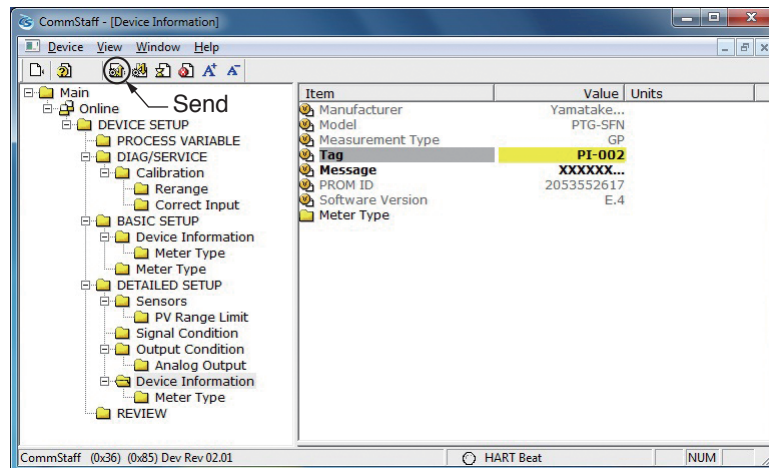 CommStaff - [Device Information]
Device View Window Help
Send
Main
Online
DEVICE SETUP
PROCESS VARIABLE
DIAG/SERVICE
Calibration
Rerange
Correct Input
BASIC SETUP
Device Information
Meter Type
Meter Type
DETAILED SETUP
Sensors
PV Range Limit
Signal Condition
Output Condition
Analog Output
Device Information
Meter Type
REVIEW
Item Value Units
Manufacturer Yamatake...
Model PTG-SFN
Measurement Type GP
Tag PI-002
Message XXXXXX...
PROM ID 2053552617
Software Version E.4
Meter Type
CommStaff (0x36) (0x85) Dev Rev 02.01 HART Beat NUM